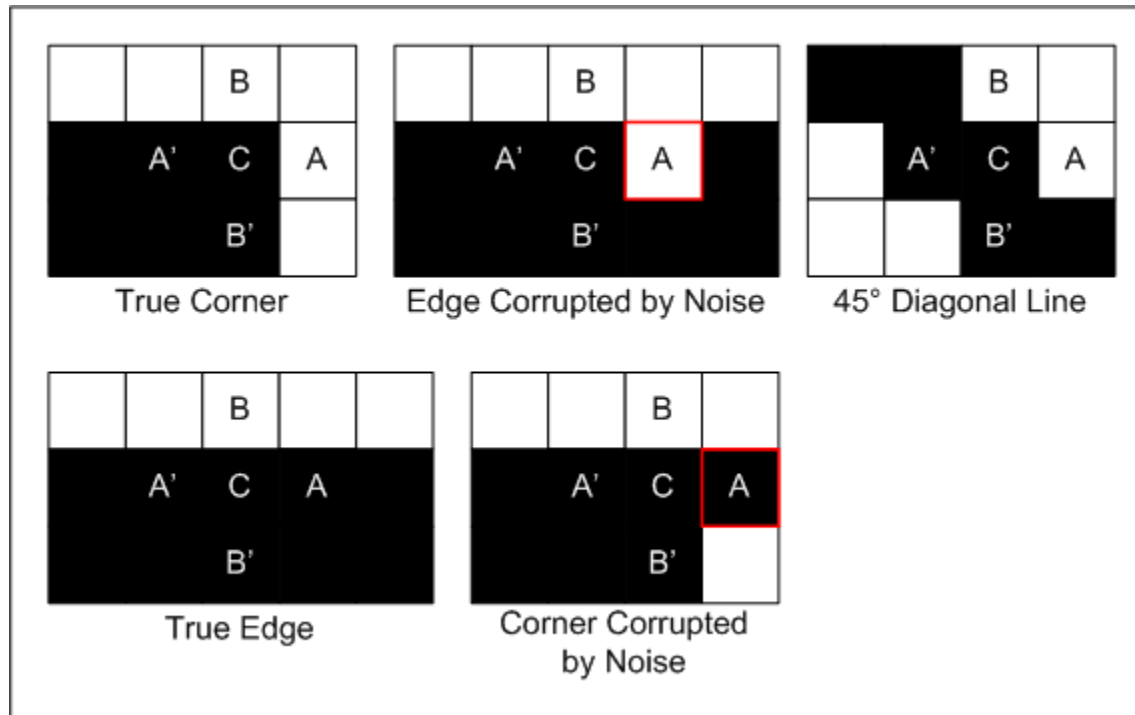 B B B
A' C A A' C A A' C A
B' B' B'
True Corner Edge Corrupted by Noise 45° Diagonal Line
B B
A' C A A' C A
B' B'
True Edge Corner Corrupted
by Noise